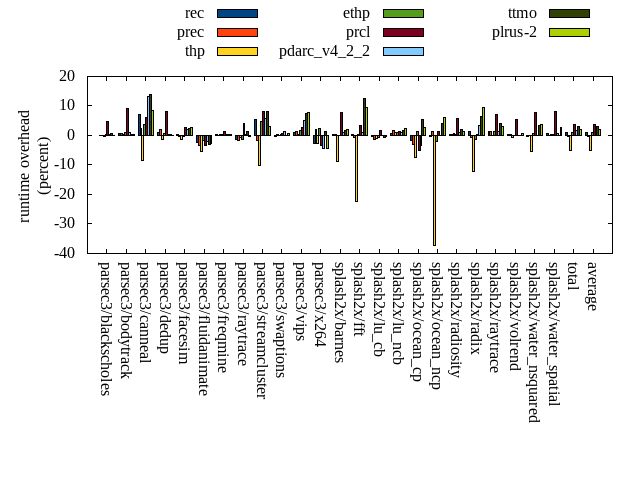 rec ethp ttmo
prec prcl plrus-2
thp pdarc_v4_2_2
20
10
0
-10
-20
-30
-40
runtime overhead
(percent)
parsec3/blackscholes
parsec3/bodytrack
parsec3/canneal
parsec3/dedup
parsec3/facesim
parsec3/fluidanimate
parsec3/freqmine
parsec3/raytrace
parsec3/streamcluster
parsec3/swaptions
parsec3/vips
parsec3/x264
splash2x/barnes
splash2x/fft
splash2x/lu_cb
splash2x/lu_ncb
splash2x/ocean_cp
splash2x/ocean_ncp
splash2x/radiosity
splash2x/radix
splash2x/raytrace
splash2x/volrend
splash2x/water_nsquared
splash2x/water_spatial
total
average